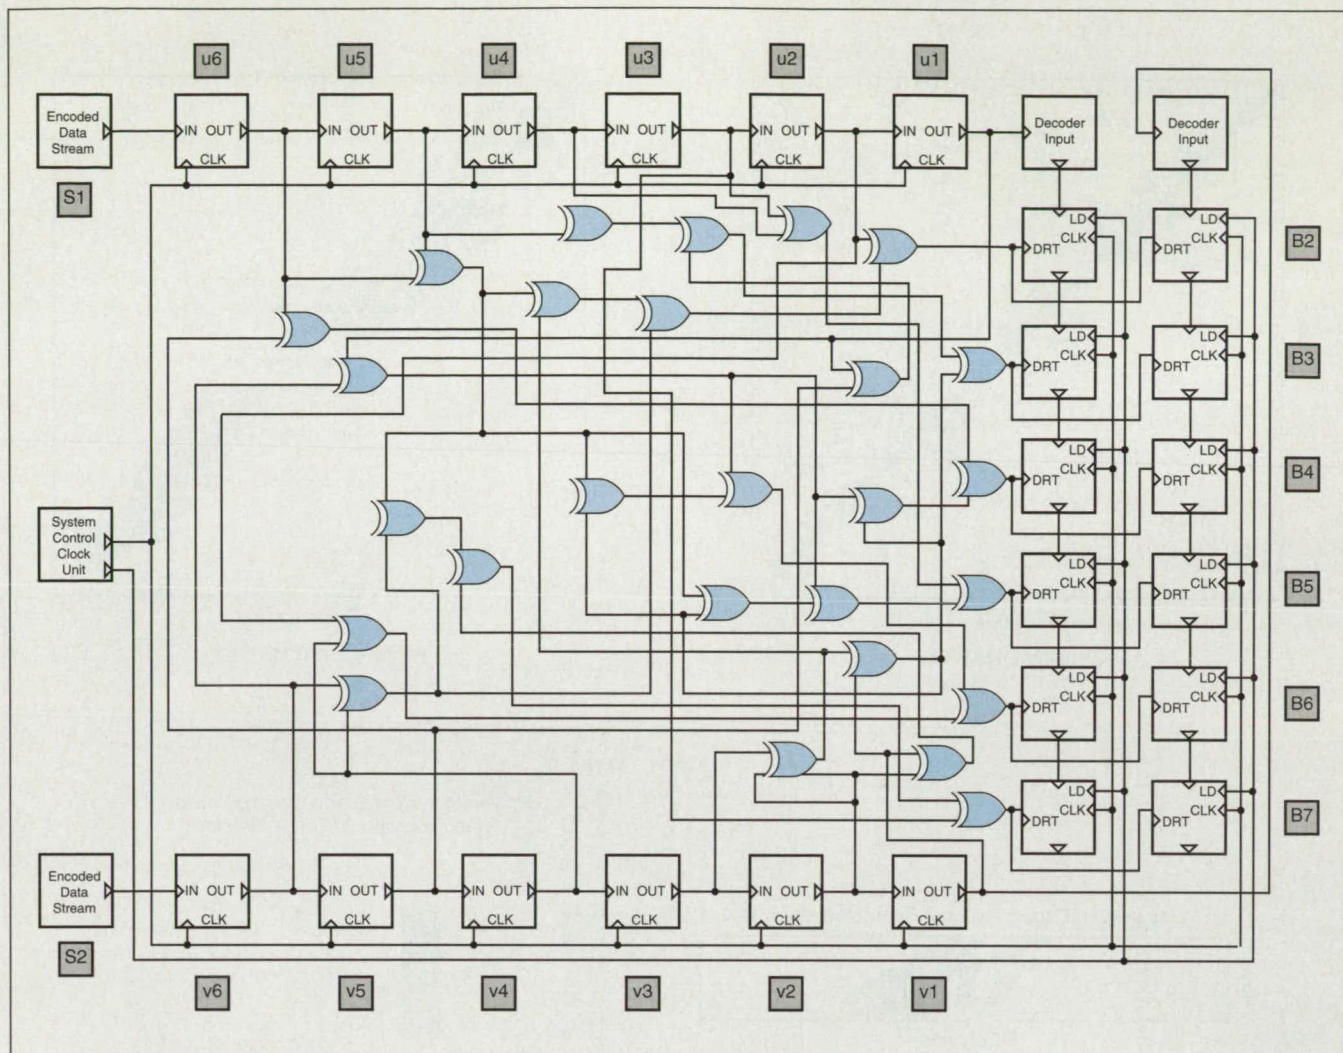 u6 u5 u4 u3 u2 u1
Encoded Data Stream
IN OUT
CLK
IN OUT
CLK
IN OUT
CLK
IN OUT
CLK
IN OUT
CLK
IN OUT
CLK
Decoder Input
Decoder Input
S1
LD
CLK
DRT
LD
CLK
DRT
B2
LD
CLK
DRT
LD
CLK
DRT
B3
LD
CLK
DRT
LD
CLK
DRT
B4
System Control Clock Unit
LD
CLK
DRT
LD
CLK
DRT
B5
LD
CLK
DRT
LD
CLK
DRT
B6
LD
CLK
DRT
LD
CLK
DRT
B7
Encoded Data Stream
IN OUT
CLK
IN OUT
CLK
IN OUT
CLK
IN OUT
CLK
IN OUT
CLK
IN OUT
CLK
S2
v6 v5 v4 v3 v2 v1